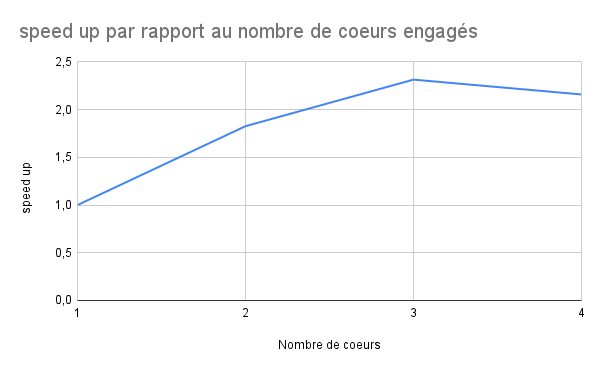 speed up par rapport au nombre de coeurs engagés
2,5
2,0
1,5
1,0
0,5
0,0
speed up
1 2 3 4
Nombre de coeurs